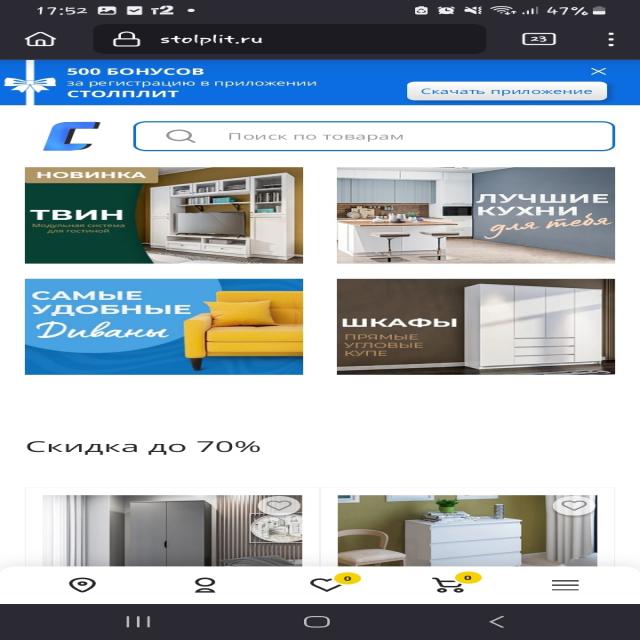 17:52
т2
47%
stolplit.ru
23
500 БОНУСОВ
за регистрацию в приложении
СТОЛПЛИТ
Скачать приложение
Поиск по товарам
НОВИНКА
ТВИН
Модульная система
для гостиной
ЛУЧШИЕ
КУХНИ
для тебя
САМЫЕ
УДОБНЫЕ
Диваны
ШКАФЫ
ПРЯМЫЕ
УГЛОВЫЕ
КУПЕ
Скидка до 70%
0
0